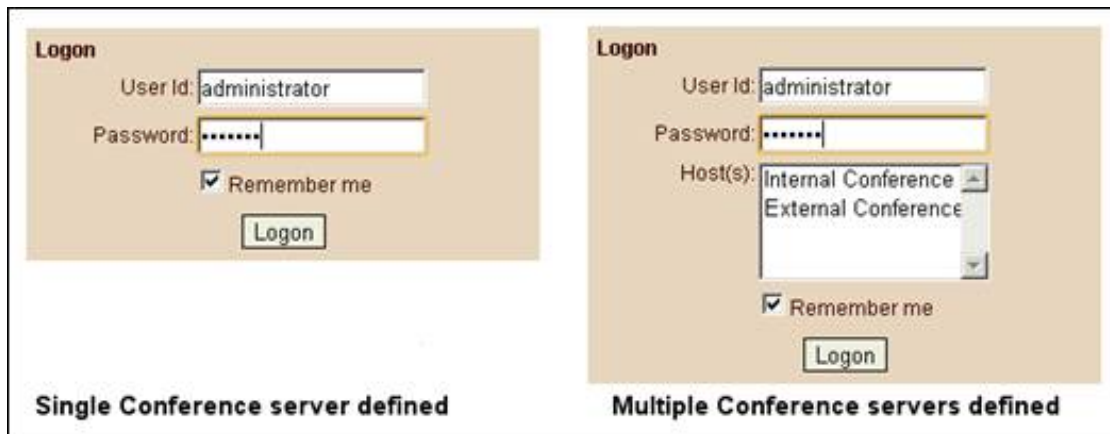 Logon
User Id: administrator
Password: •••••••
Remember me
Logon
Single Conference server defined
Logon
User Id: administrator
Password: •••••••
Host(s): Internal Conference
External Conference
Remember me
Logon
Multiple Conference servers defined